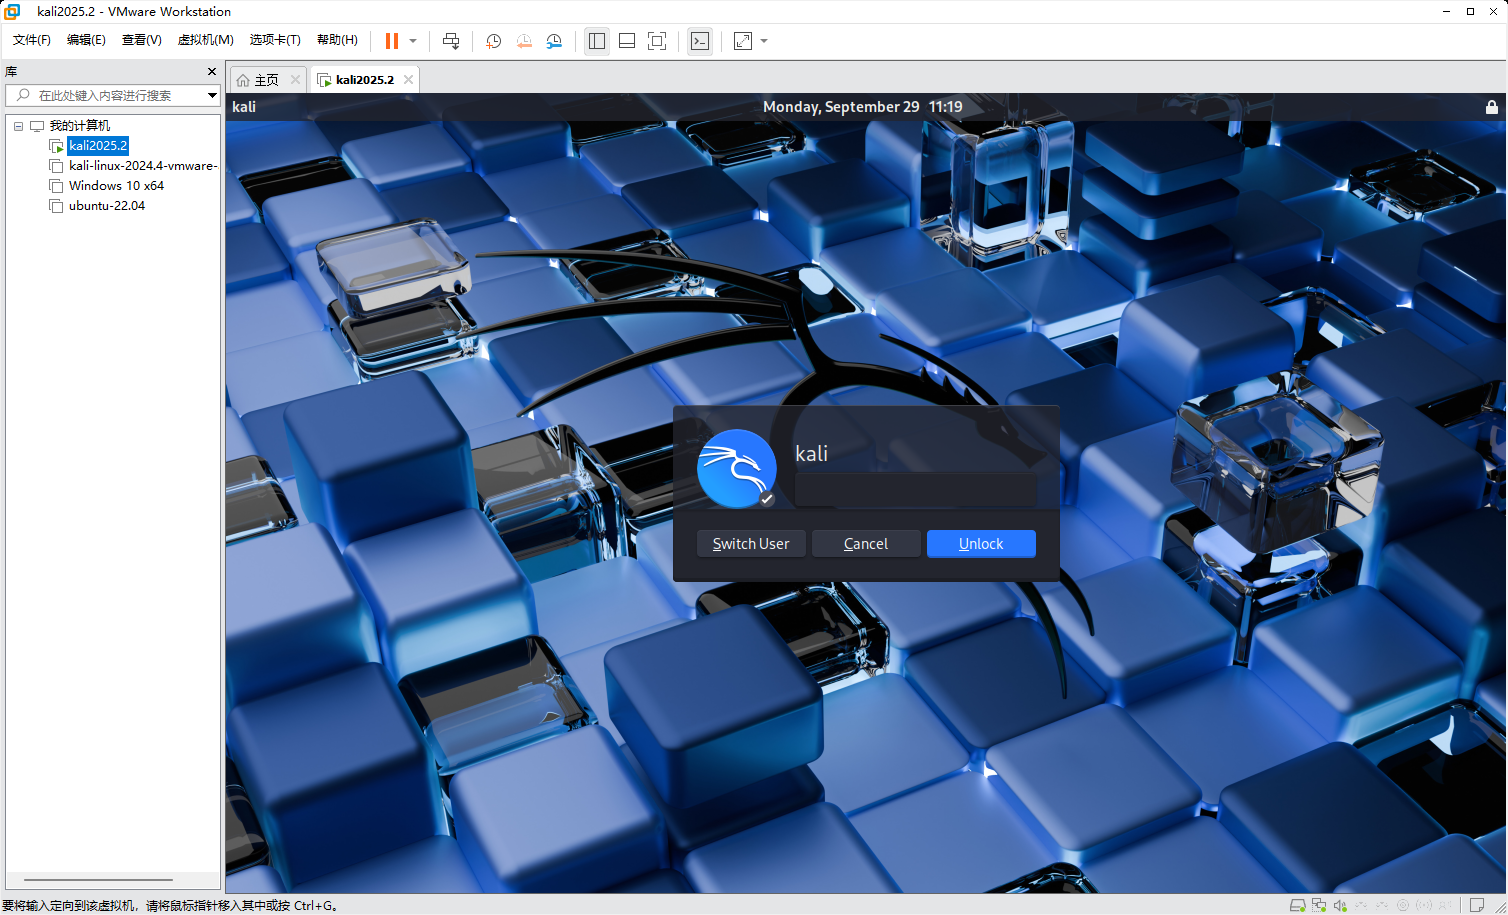 kali2025.2 - VMware Workstation
文件(F) 编辑(E) 查看(V) 虚拟机(M) 选项卡(T) 帮助(H)
库
在此处键入内容进行搜索
我的计算机
kali2025.2
kali-linux-2024.4-vmware-
Windows 10 x64
ubuntu-22.04
主页
kali2025.2
kali
Monday, September 29 11:19
kali
Switch User
Cancel
Unlock
要将输入定向到该虚拟机，请将鼠标指针移入其中或按 Ctrl+G。